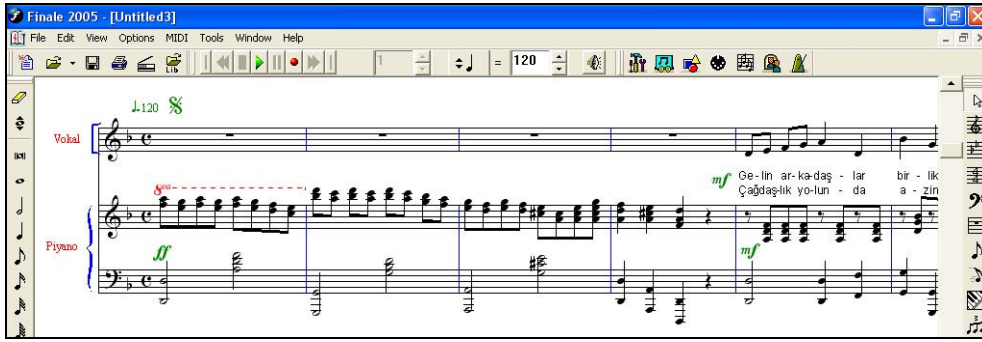 Finale 2005 - [Untitled3]
File Edit View Options MIDI Tools Window Help
LIB 1 = 120
♩=120
Vokal
mf Ge - lin ar - ka - daş - lar bir - lik
Çağdaş-lık yo-lun - da a - zin
8va
Piyano
ff mf